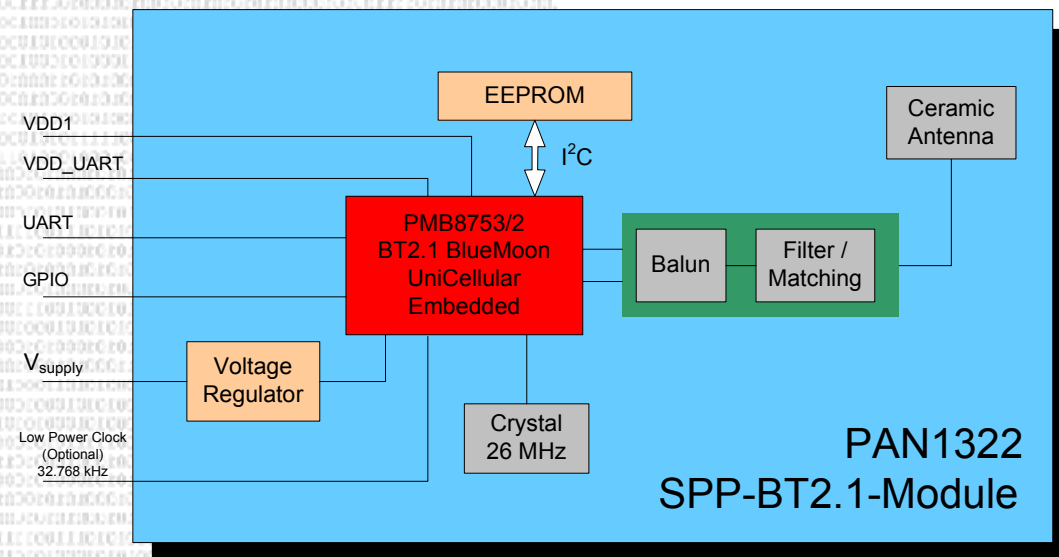 EEPROM
Ceramic
Antenna
VDD1
I²C
VDD_UART
UART
PMB8753/2
BT2.1 BlueMoon
UniCellular
Embedded
Balun
Filter /
Matching
GPIO
Vsupply
Voltage
Regulator
Crystal
26 MHz
Low Power Clock
(Optional)
32.768 kHz
PAN1322
SPP-BT2.1-Module